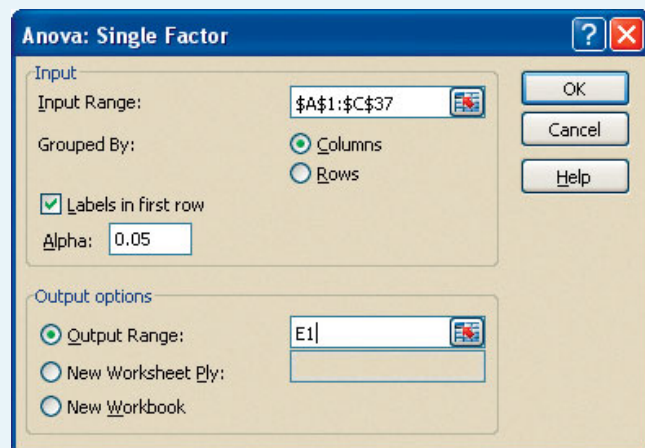 Anova: Single Factor
Input
Input Range: $A$1:$C$37
Grouped By: Columns
Rows
Labels in first row
Alpha: 0.05
OK
Cancel
Help
Output options
Output Range: E1
New Worksheet Ply:
New Workbook